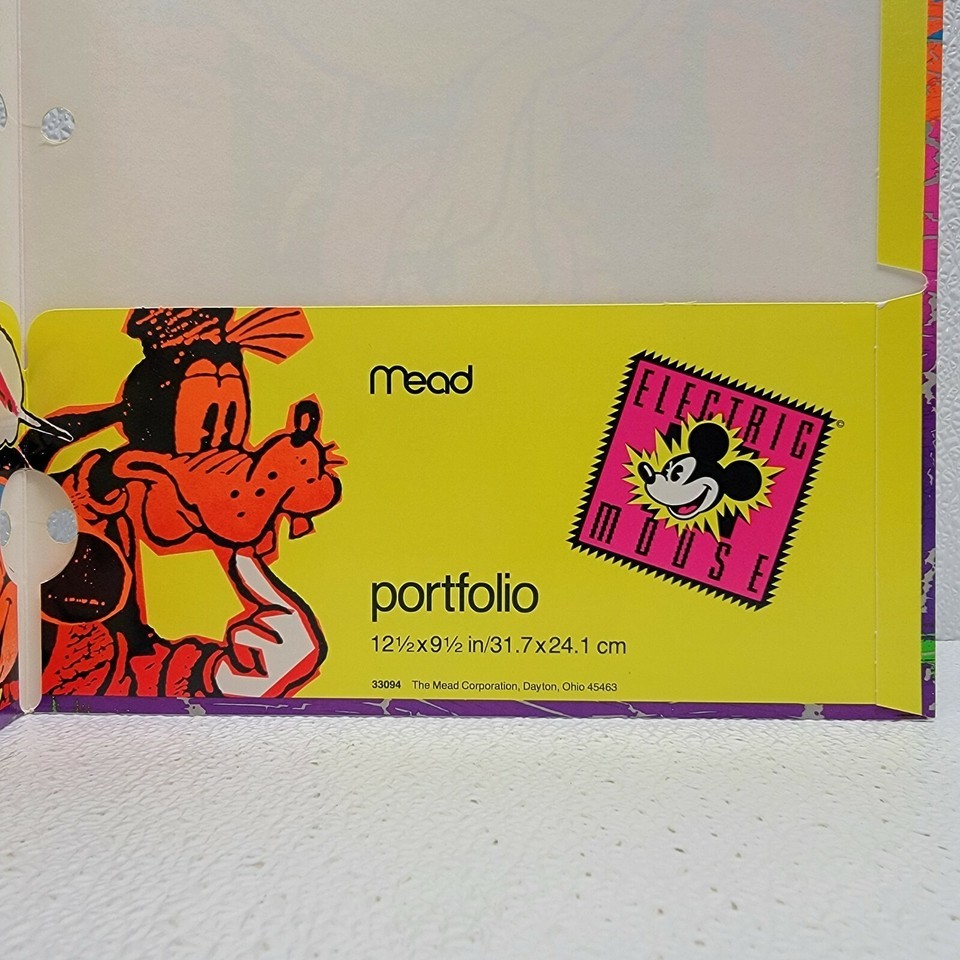 mead
ELECTRIC
©
MOUSE
portfolio
12½x9½ in/31.7x24.1 cm
33094 The Mead Corporation, Dayton, Ohio 45463